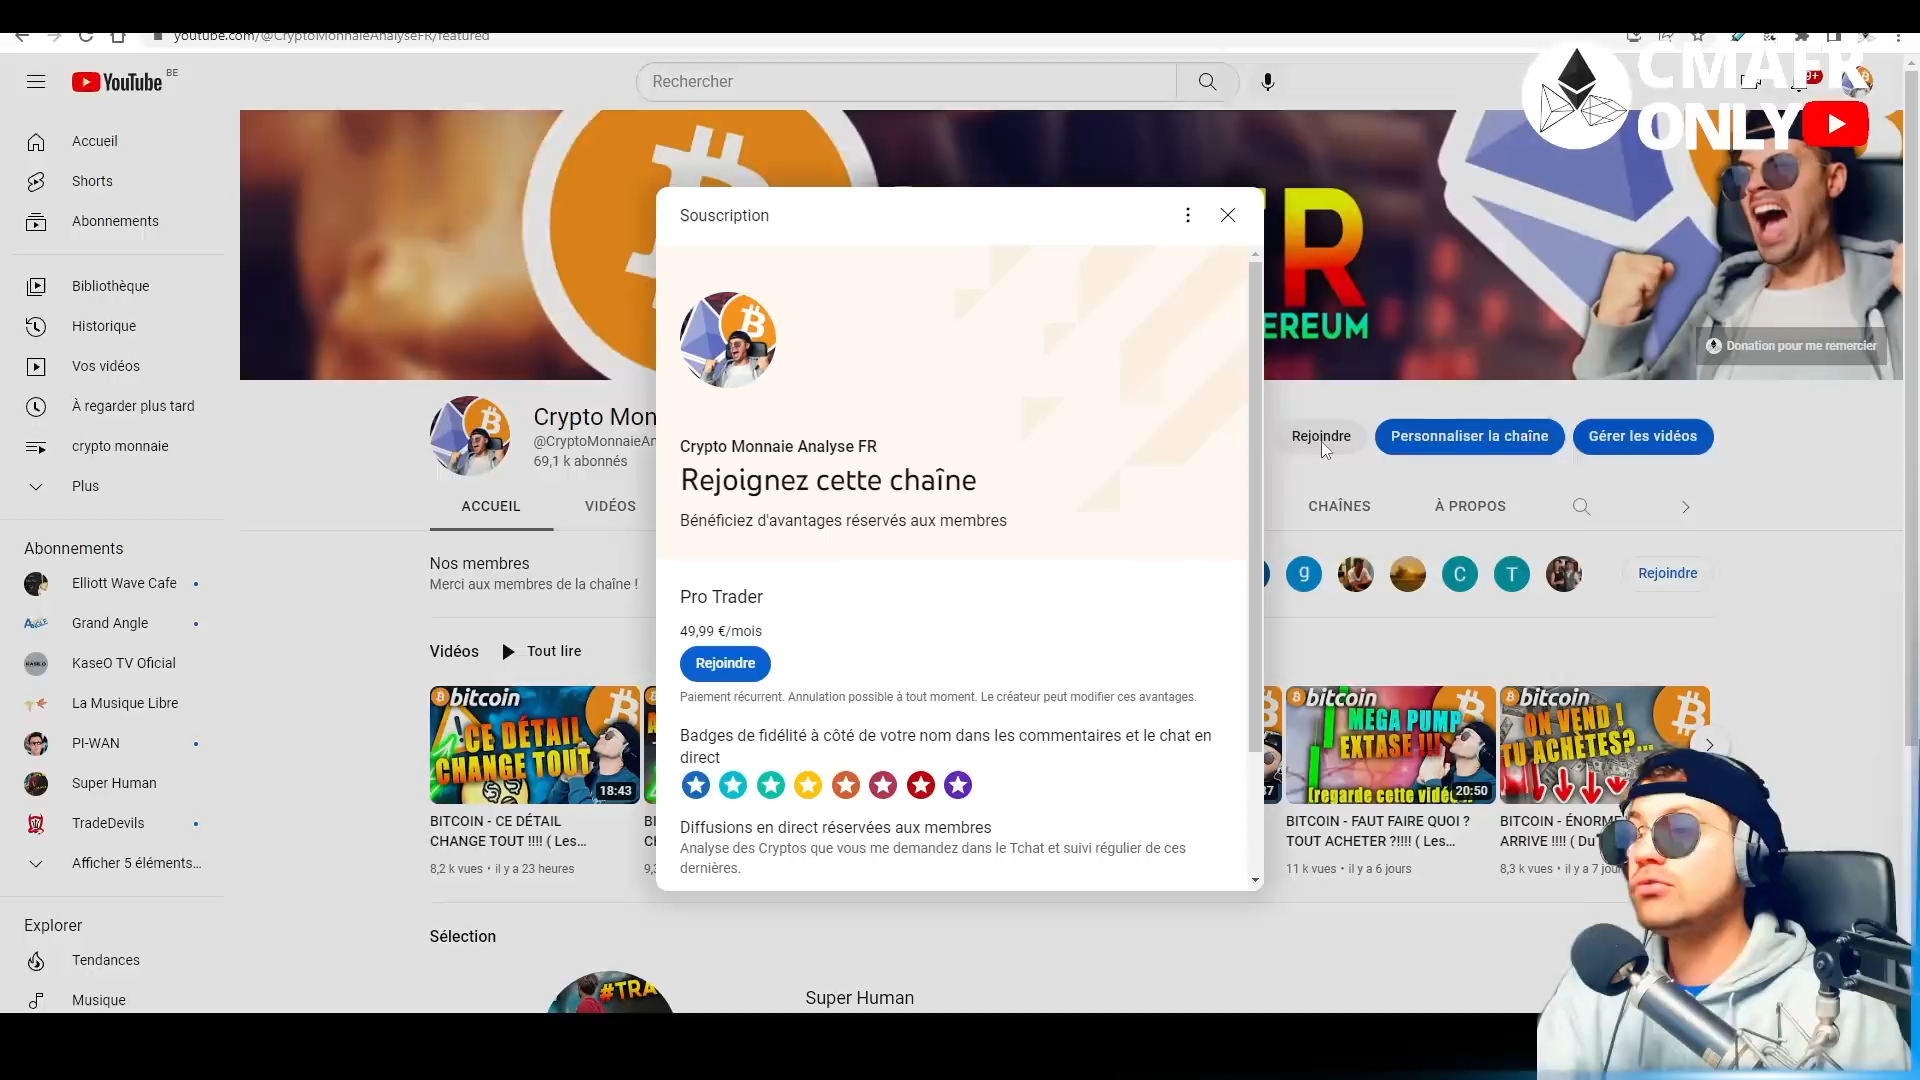 youtube.com/@CryptoMonnaieAnalyseFR/featured
YouTube BE
Rechercher
9+
CMAFR
ONLY
Accueil
Shorts
Abonnements
Bibliothèque
Historique
Vos vidéos
À regarder plus tard
crypto monnaie
Plus
Abonnements
Elliott Wave Cafe
Grand Angle
KaseO TV Oficial
La Musique Libre
PI-WAN
Super Human
TradeDevils
Afficher 5 éléments...
Explorer
Tendances
Musique
R
EREUM
Donation pour me remercier
Crypto Mon
@CryptoMonnaieAn
69,1 k abonnés
Rejoindre
Personnaliser la chaîne
Gérer les vidéos
ACCUEIL
VIDÉOS
CHAÎNES
À PROPOS
Nos membres
Merci aux membres de la chaîne !
g
C
T
Rejoindre
Vidéos
Tout lire
bitcoin
CE DÉTAIL
CHANGE TOUT
18:43
BITCOIN - CE DÉTAIL
CHANGE TOUT !!!! ( Les...
8,2 k vues • il y a 23 heures
bitcoin
MEGA PUMP
EXTASE !!!
(regarde cette vidéo)
20:50
BITCOIN - FAUT FAIRE QUOI ?
TOUT ACHETER ?!!!! ( Les...
11 k vues • il y a 6 jours
bitcoin
ON VEND !
TU ACHÈTES?...
BITCOIN - ÉNORME
ARRIVE !!!! ( Du
8,3 k vues • il y a 7 jour
Sélection
#TRA
Super Human
Souscription
Crypto Monnaie Analyse FR
Rejoignez cette chaîne
Bénéficiez d'avantages réservés aux membres
Pro Trader
49,99 €/mois
Rejoindre
Paiement récurrent. Annulation possible à tout moment. Le créateur peut modifier ces avantages.
Badges de fidélité à côté de votre nom dans les commentaires et le chat en
direct
Diffusions en direct réservées aux membres
Analyse des Cryptos que vous me demandez dans le Tchat et suivi régulier de ces
dernières.